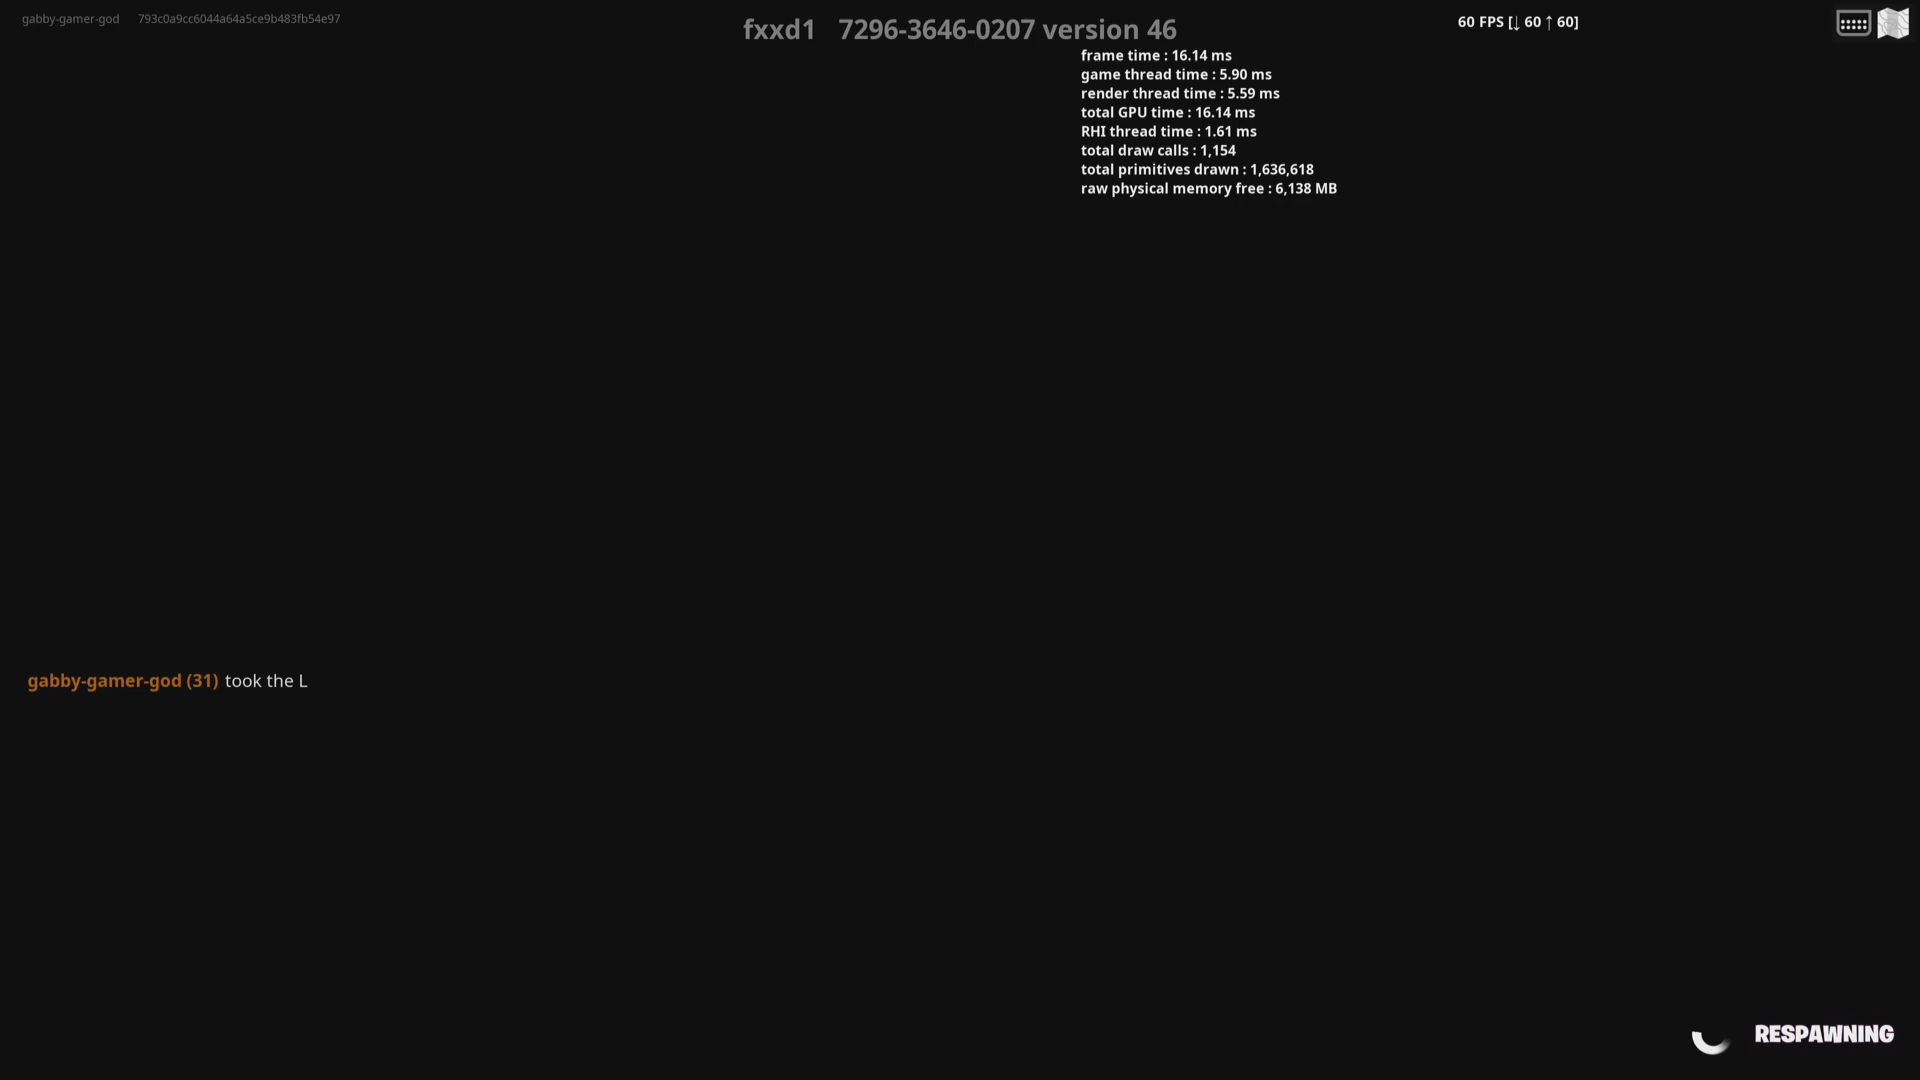 gabby-gamer-god 793c0a9cc6044a64a5ce9b483fb54e97
fxxd1 7296-3646-0207 version 46
60 FPS [↓ 60 ↑ 60]
frame time : 16.14 ms
game thread time : 5.90 ms
render thread time : 5.59 ms
total GPU time : 16.14 ms
RHI thread time : 1.61 ms
total draw calls : 1,154
total primitives drawn : 1,636,618
raw physical memory free : 6,138 MB
gabby-gamer-god (31) took the L
RESPAWNING